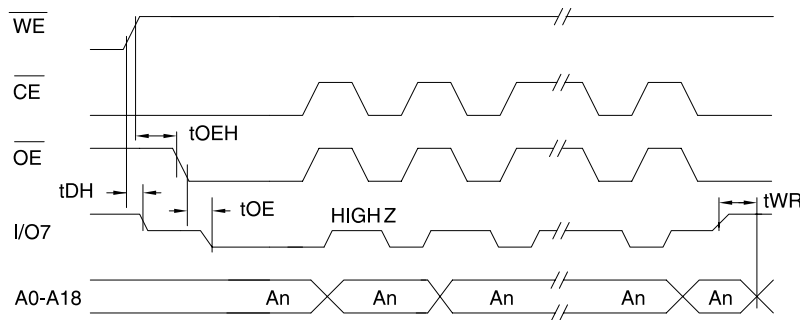 WE
CE
tOEH
OE
tDH
tOE
tWR
HIGH Z
I/O7
A0-A18 An An An An An